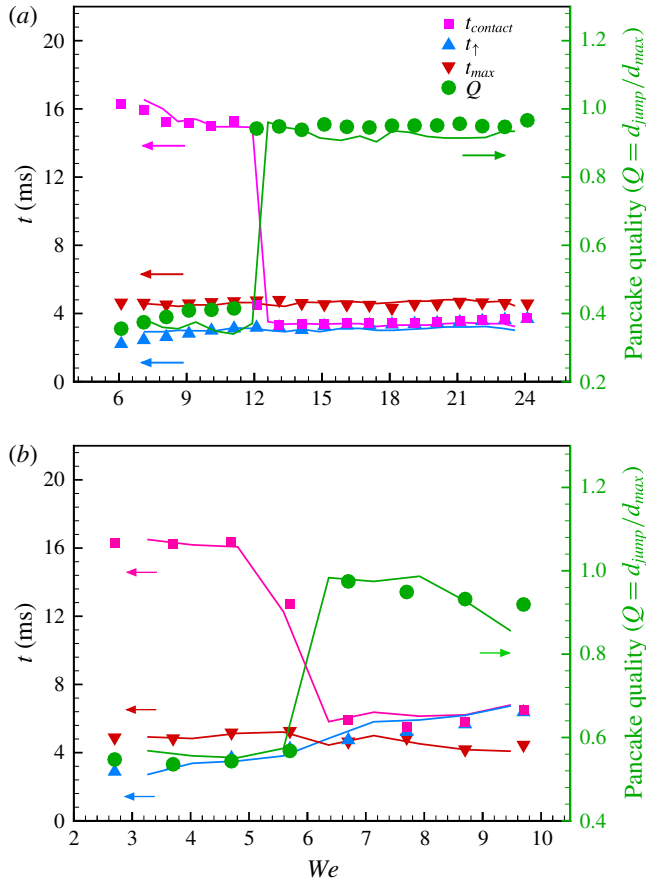 (a)
t_contact
t_↑
t_max
Q
20
16
12
8
4
0
t (ms)
1.2
1.0
0.8
0.6
0.4
0.2
Pancake quality (Q = d_jump/d_max)
6 9 12 15 18 21 24
(b)
20
16
12
8
4
0
t (ms)
1.2
1.0
0.8
0.6
0.4
Pancake quality (Q = d_jump/d_max)
2 3 4 5 6 7 8 9 10
We